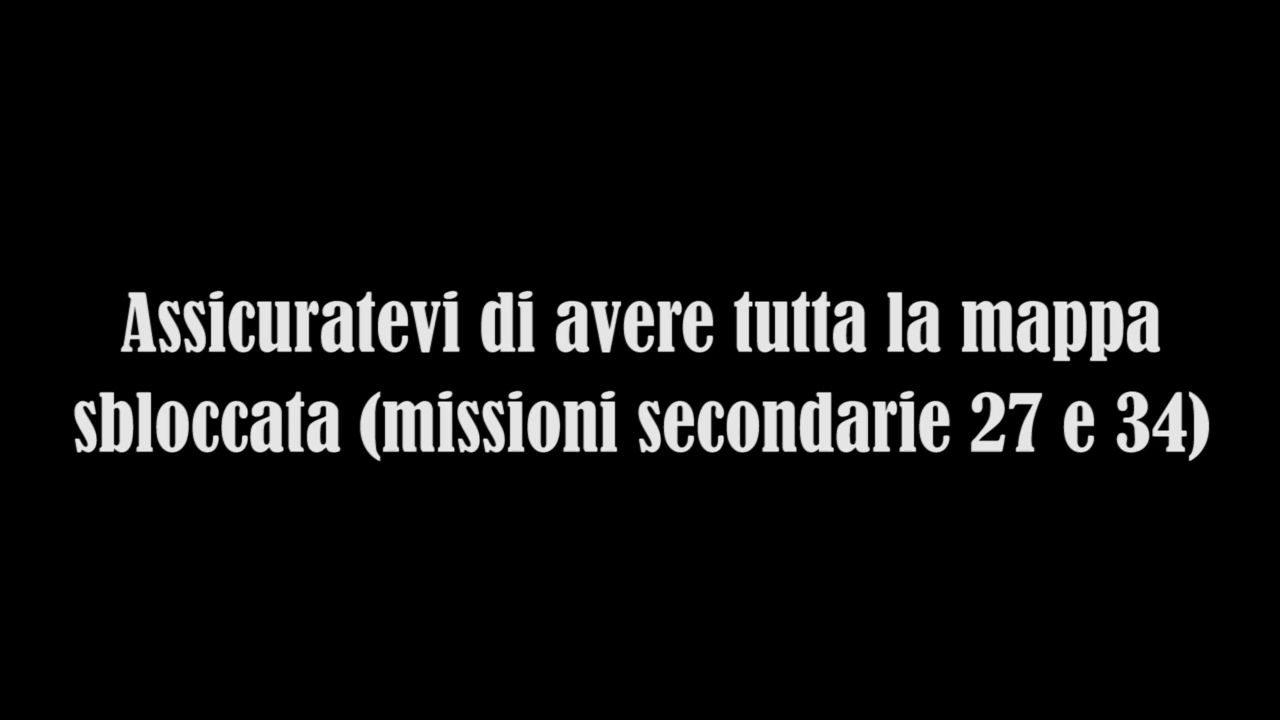 Assicuratevi di avere tutta la mappa
sbloccata (missioni secondarie 27 e 34)